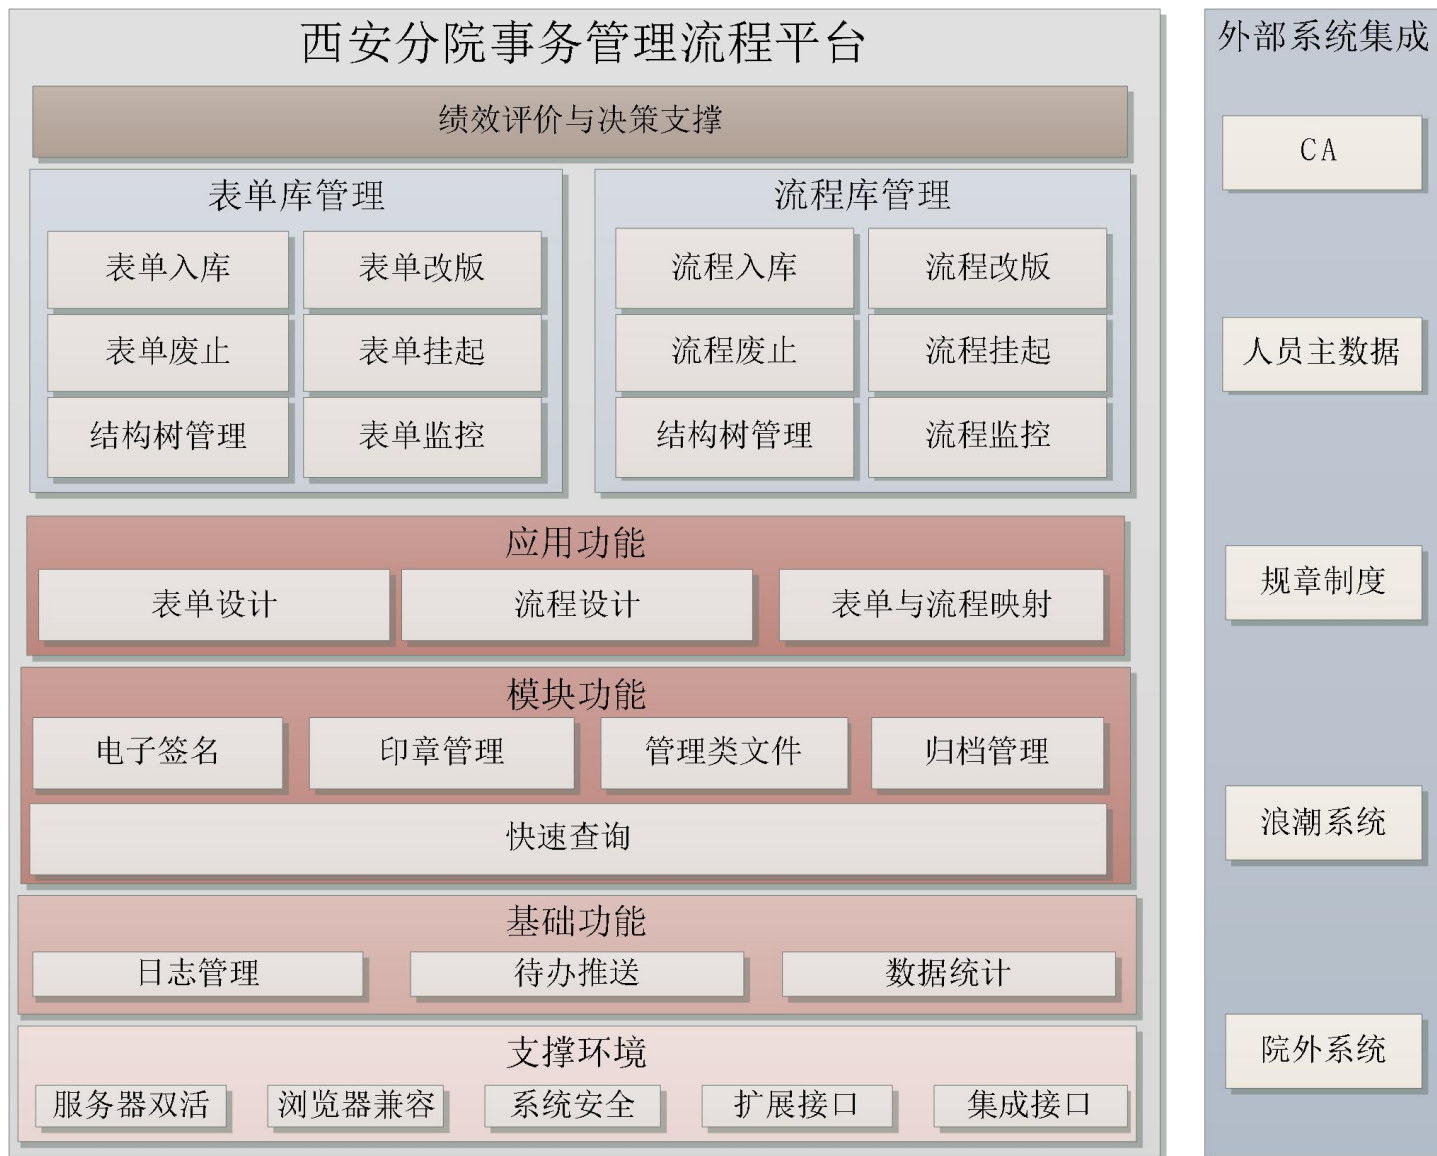 西安分院事务管理流程平台
绩效评价与决策支撑
表单库管理
表单入库
表单改版
表单废止
表单挂起
结构树管理
表单监控
流程库管理
流程入库
流程改版
流程废止
流程挂起
结构树管理
流程监控
应用功能
表单设计
流程设计
表单与流程映射
模块功能
电子签名
印章管理
管理类文件
归档管理
快速查询
基础功能
日志管理
待办推送
数据统计
支撑环境
服务器双活
浏览器兼容
系统安全
扩展接口
集成接口
外部系统集成
CA
人员主数据
规章制度
浪潮系统
院外系统